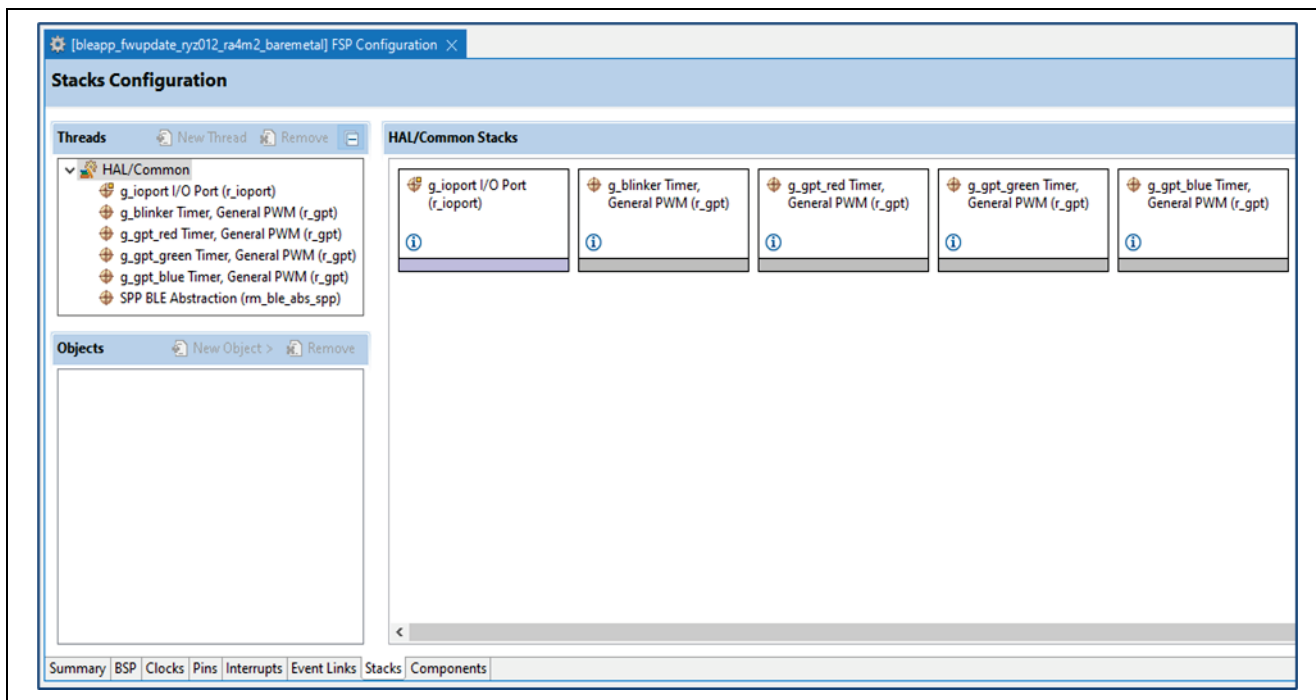 [bleapp_fwupdate_ryz012_ra4m2_baremetal] FSP Configuration
Stacks Configuration
Threads New Thread Remove
HAL/Common
g_ioport I/O Port (r_ioport)
g_blinker Timer, General PWM (r_gpt)
g_gpt_red Timer, General PWM (r_gpt)
g_gpt_green Timer, General PWM (r_gpt)
g_gpt_blue Timer, General PWM (r_gpt)
SPP BLE Abstraction (rm_ble_abs_spp)
Objects New Object > Remove
HAL/Common Stacks
g_ioport I/O Port
(r_ioport)
g_blinker Timer,
General PWM (r_gpt)
g_gpt_red Timer,
General PWM (r_gpt)
g_gpt_green Timer,
General PWM (r_gpt)
g_gpt_blue Timer,
General PWM (r_gpt)
Summary BSP Clocks Pins Interrupts Event Links Stacks Components